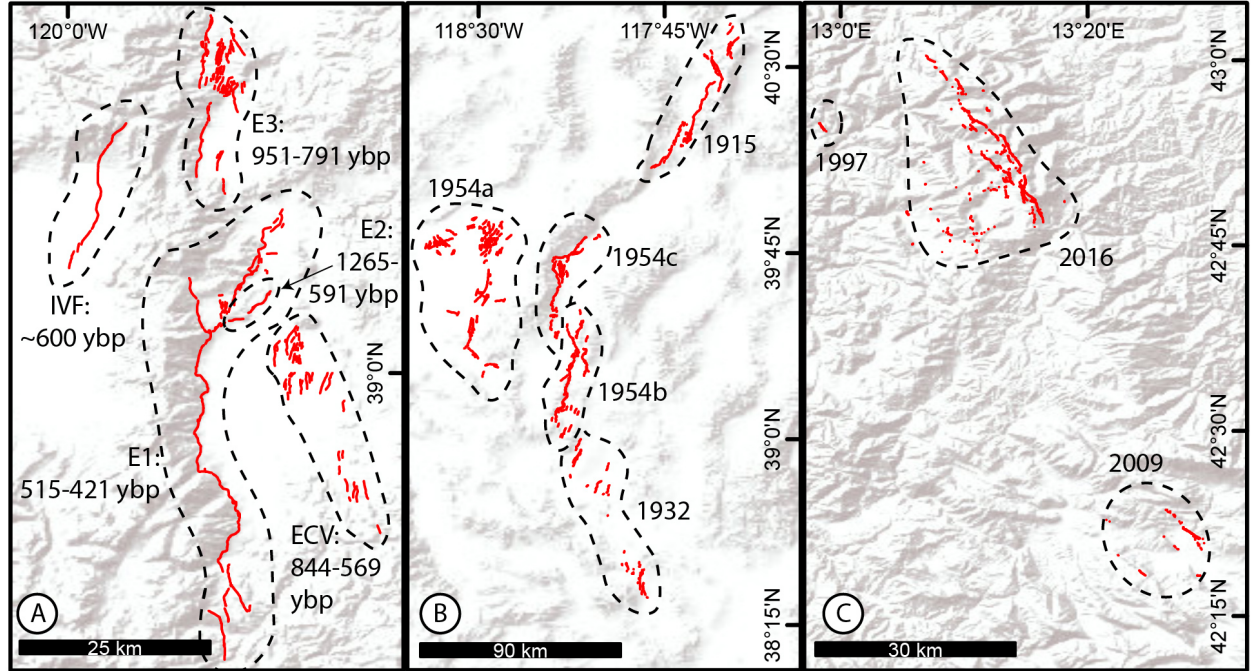 120°0'W
E3:
951-791 ybp
E2:
1265-
591 ybp
IVF:
~600 ybp
39°0'N
E1:
515-421 ybp
ECV:
844-569
ybp
A
25 km
118°30'W
117°45'W
40°30'N
1915
1954a
1954c
39°45'N
1954b
39°0'N
1932
B
38°15'N
90 km
13°0'E
13°20'E
43°0'N
1997
2016
42°45'N
42°30'N
2009
C
42°15'N
30 km